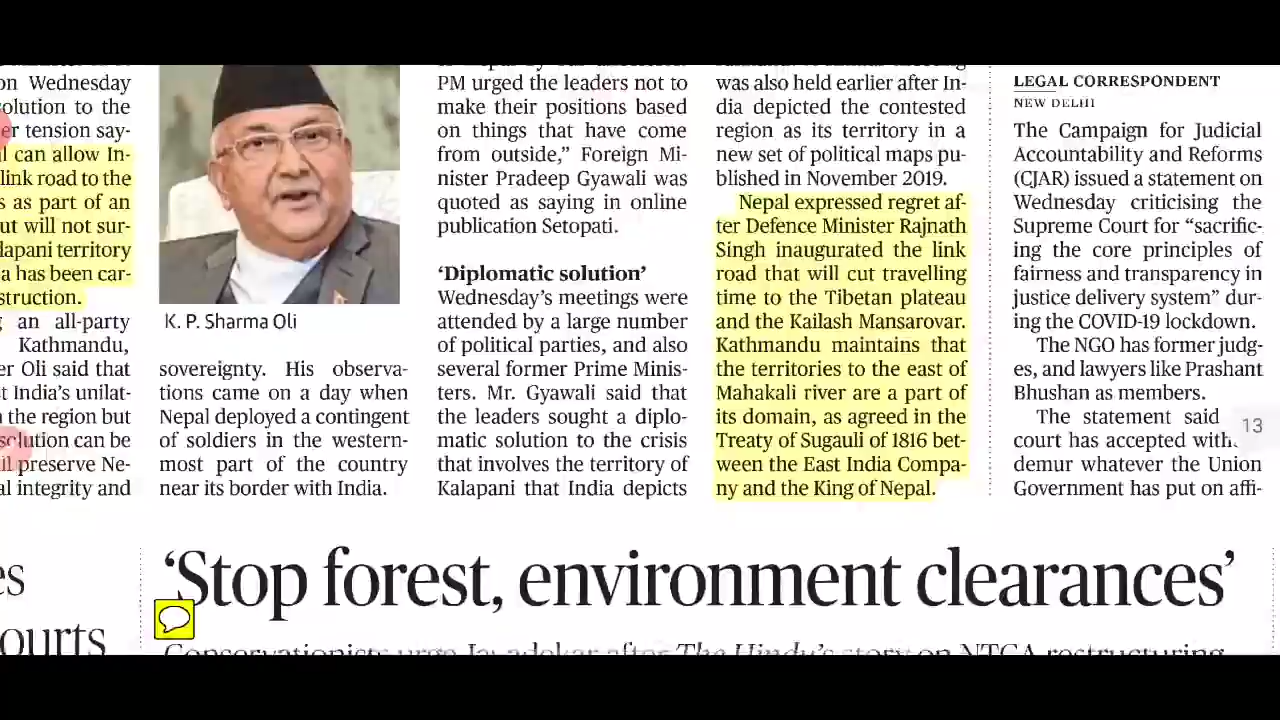 on Wednesday
olution to the
er tension say-
l can allow In-
link road to the
s as part of an
ut will not sur-
lapani territory
a has been car-
struction.
g an all-party
Kathmandu,
er Oli said that
t India's unilat-
n the region but
solution can be
ll preserve Ne-
al integrity and
K. P. Sharma Oli
sovereignty. His observa-
tions came on a day when
Nepal deployed a contingent
of soldiers in the western-
most part of the country
near its border with India.
PM urged the leaders not to
make their positions based
on things that have come
from outside,” Foreign Mi-
nister Pradeep Gyawali was
quoted as saying in online
publication Setopati.
‘Diplomatic solution’
Wednesday’s meetings were
attended by a large number
of political parties, and also
several former Prime Minis-
ters. Mr. Gyawali said that
the leaders sought a diplo-
matic solution to the crisis
that involves the territory of
Kalapani that India depicts
was also held earlier after In-
dia depicted the contested
region as its territory in a
new set of political maps pu-
blished in November 2019.
Nepal expressed regret af-
ter Defence Minister Rajnath
Singh inaugurated the link
road that will cut travelling
time to the Tibetan plateau
and the Kailash Mansarovar.
Kathmandu maintains that
the territories to the east of
Mahakali river are a part of
its domain, as agreed in the
Treaty of Sugauli of 1816 bet-
ween the East India Compa-
ny and the King of Nepal.
LEGAL CORRESPONDENT
NEW DELHI
The Campaign for Judicial
Accountability and Reforms
(CJAR) issued a statement on
Wednesday criticising the
Supreme Court for “sacrific-
ing the core principles of
fairness and transparency in
justice delivery system” dur-
ing the COVID-19 lockdown.
The NGO has former judg-
es, and lawyers like Prashant
Bhushan as members.
The statement said
court has accepted with
demur whatever the Union
Government has put on affi-
13
es
ourts
‘Stop forest, environment clearances’
Conservationists urge Javadekar after The Hindu’s story on NTCA restructuring